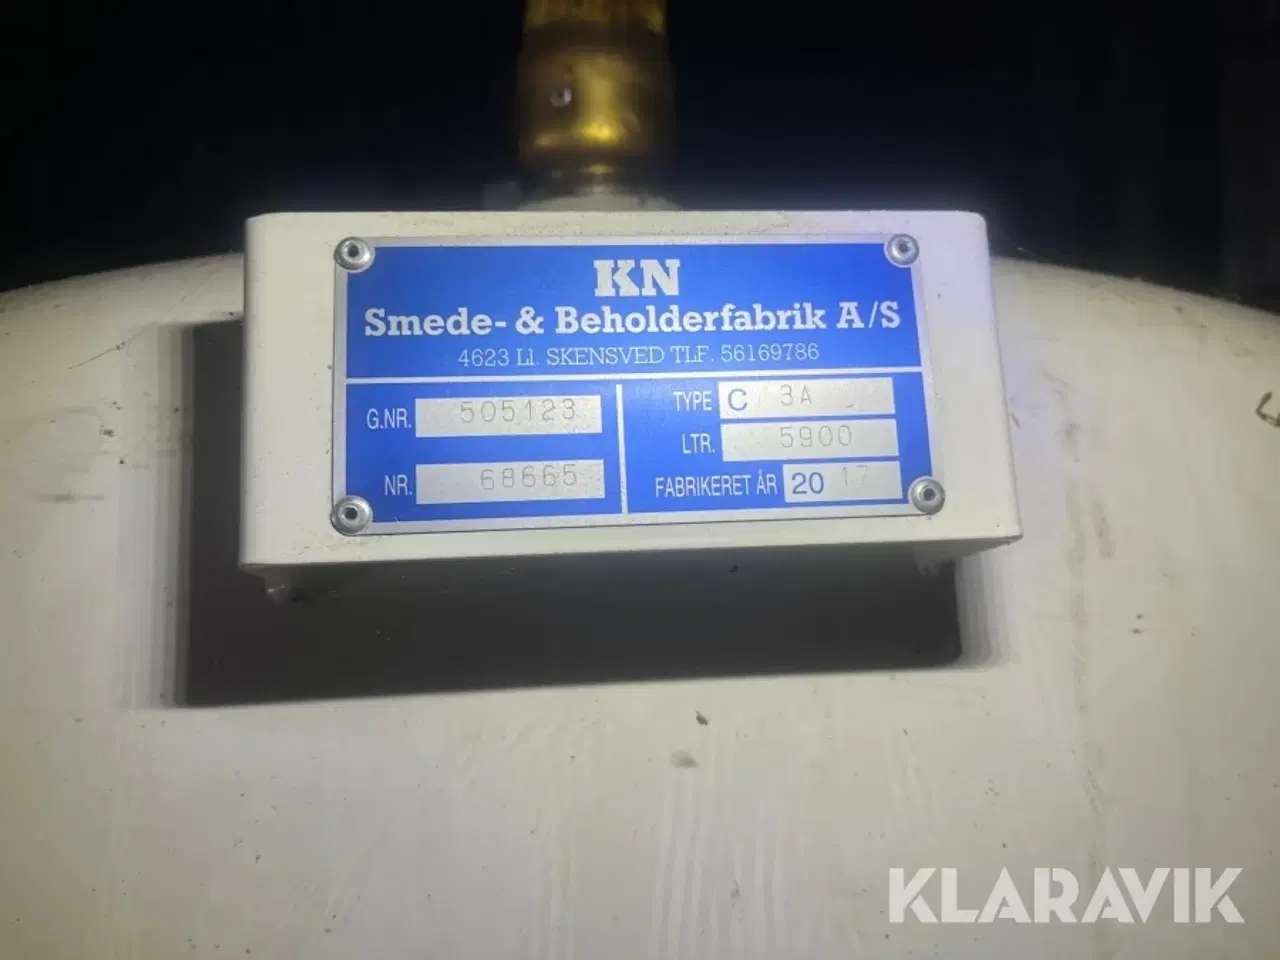 KN
Smede- & Beholderfabrik A/S
4623 Ll. SKENSVED TLF. 56169786
G.NR. 505123
NR. 68665
TYPE C 3A
LTR. 5900
FABRIKERET ÅR 20 17
KLARAVIK